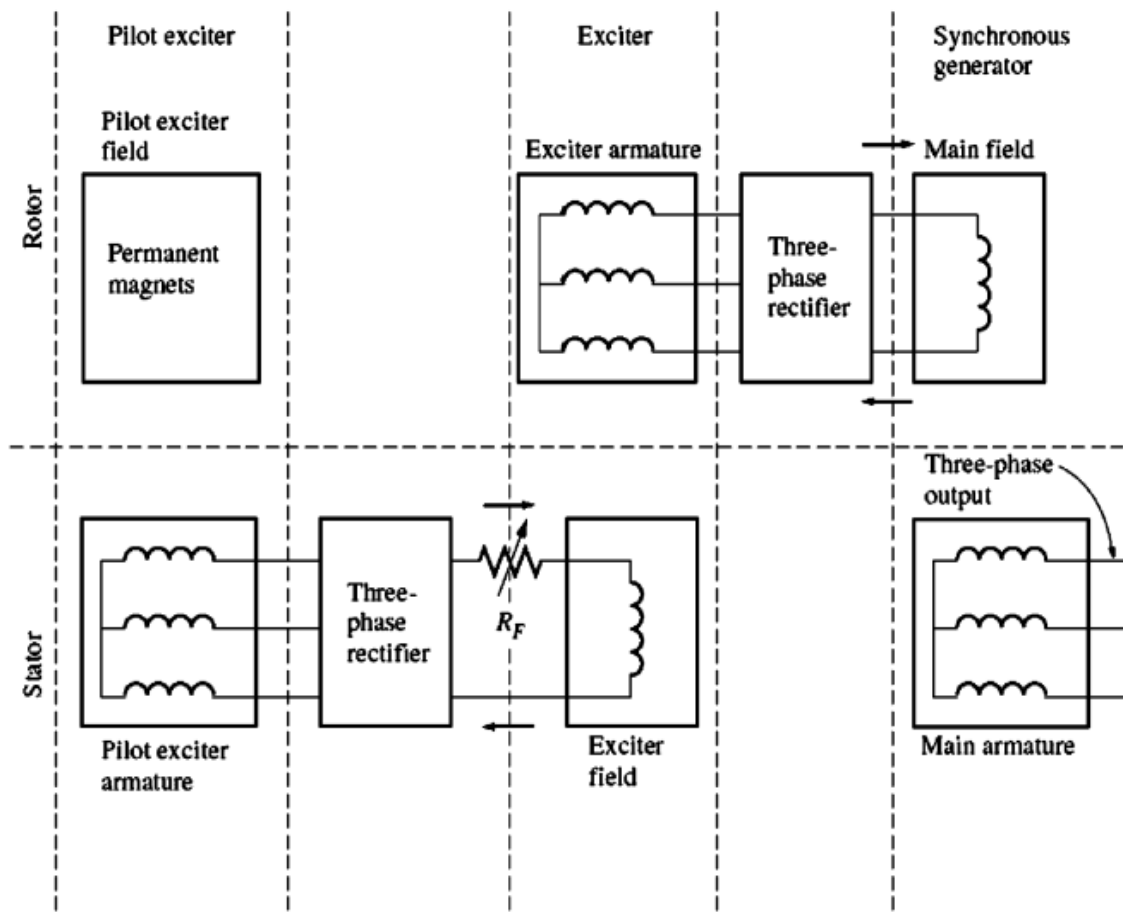 Pilot exciter
Exciter
Synchronous
generator
Pilot exciter
field
Exciter armature
Main field
Rotor
Permanent
magnets
Three-
phase
rectifier
Three-phase
output
Stator
Three-
phase
rectifier
R_F
Pilot exciter
armature
Exciter
field
Main armature